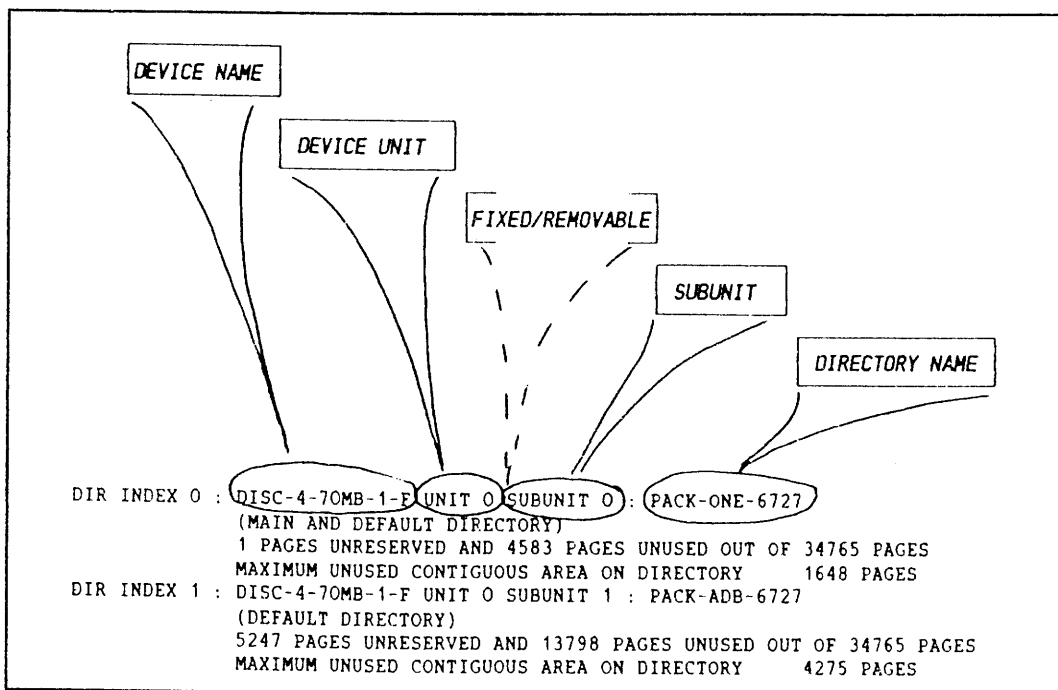 DEVICE NAME
DEVICE UNIT
FIXED/REMOVABLE
SUBUNIT
DIRECTORY NAME
DIR INDEX 0 : DISC-4-70MB-1-F UNIT 0 SUBUNIT 0 : PACK-ONE-6727
(MAIN AND DEFAULT DIRECTORY)
1 PAGES UNRESERVED AND 4583 PAGES UNUSED OUT OF 34765 PAGES
MAXIMUM UNUSED CONTIGUOUS AREA ON DIRECTORY 1648 PAGES
DIR INDEX 1 : DISC-4-70MB-1-F UNIT 0 SUBUNIT 1 : PACK-ADB-6727
(DEFAULT DIRECTORY)
5247 PAGES UNRESERVED AND 13798 PAGES UNUSED OUT OF 34765 PAGES
MAXIMUM UNUSED CONTIGUOUS AREA ON DIRECTORY 4275 PAGES